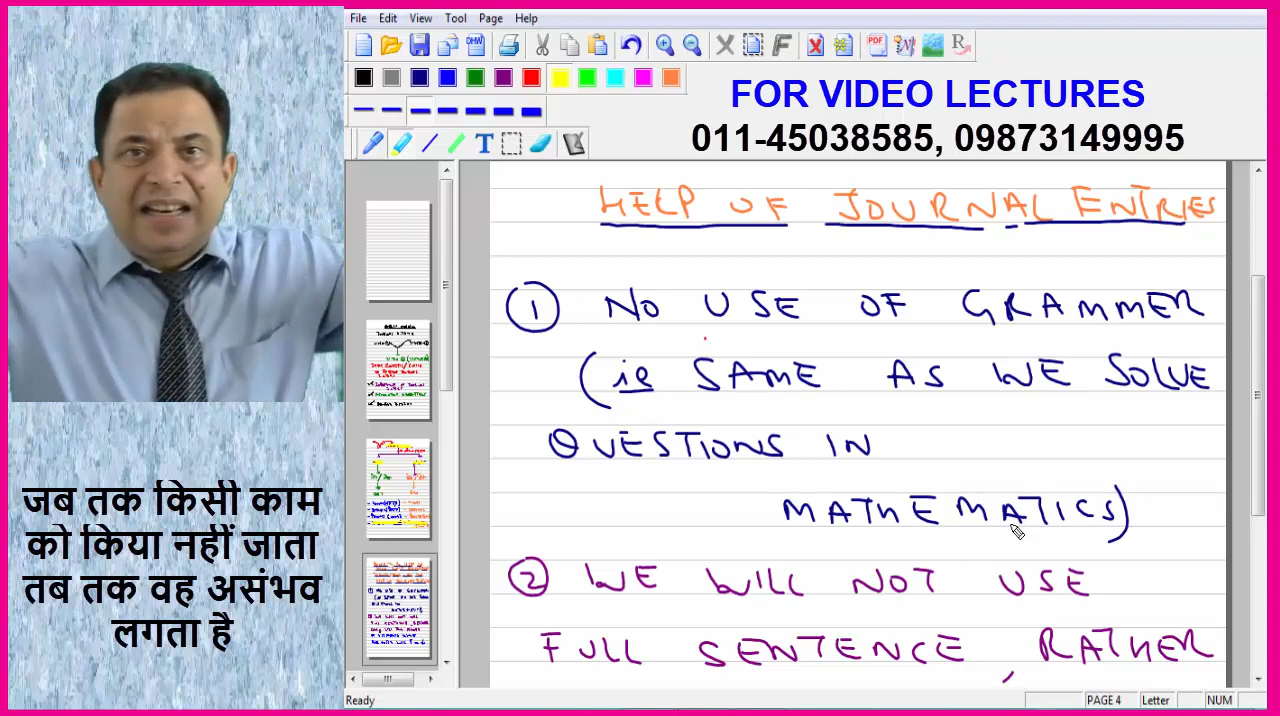 File Edit View Tool Page Help
DHW
PDF
T
FOR VIDEO LECTURES
011-45038585, 09873149995
HELP OF JOURNAL ENTRIES
① NO USE OF GRAMMER
(ie SAME AS WE SOLVE
QUESTIONS IN
MATHEMATICS)
② WE WILL NOT USE
FULL SENTENCE, RATHER
जब तक किसी काम
को किया नहीं जाता
तब तक वह असंभव
लगता है
Ready PAGE 4 Letter NUM